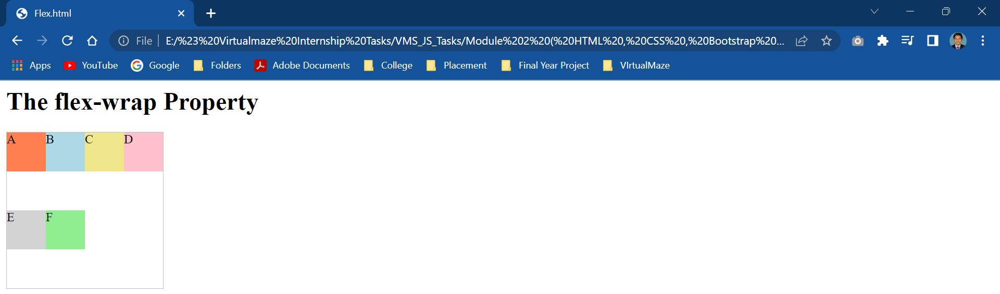 Flex.html
File E:/%23%20Virtualmaze%20Internship%20Tasks/VMS_JS_Tasks/Module%202%20(%20HTML%20,%20CSS%20,%20Bootstrap%20...
Apps YouTube Google Folders Adobe Documents College Placement Final Year Project VIrtualMaze
The flex-wrap Property
A B C D
E F